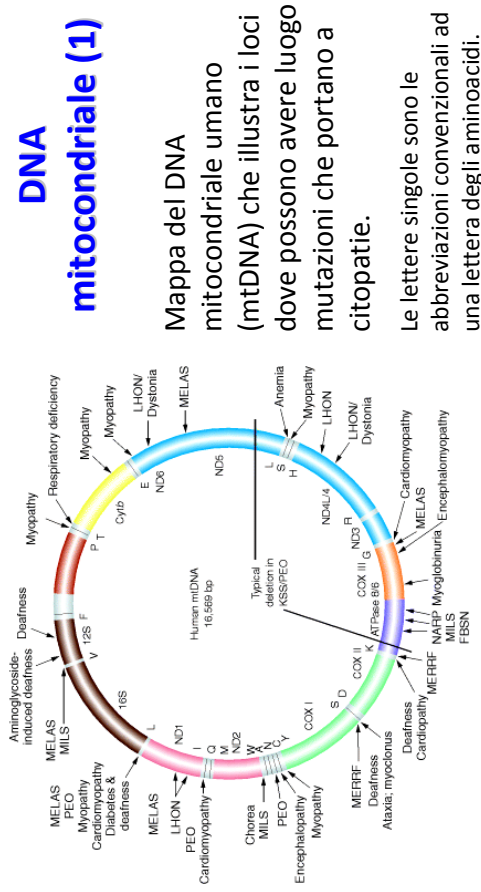 DNA
mitocondriale (1)
Mappa del DNA
mitocondriale umano
(mtDNA) che illustra i loci
dove possono avere luogo
mutazioni che portano a
citopatie.
Le lettere singole sono le
abbreviazioni convenzionali ad
una lettera degli aminoacidi.
Deafness
Aminoglycoside-
induced deafness
MELAS
MILS
MELAS
PEO
Myopathy
Cardiomyopathy
Diabetes &
deafness
MELAS
LHON
PEO
Cardiomyopathy
Chorea
MILS
PEO
Encephalopathy
Myopathy
MERRF
Deafness
Ataxia; myoclonus
Deafness
Cardiopathy
MERRF
NARP
MILS
FBSN
Myoglobinuria
Encephalomyopathy
MELAS
Cardiomyopathy
LHON/
Dystonia
LHON
Myopathy
Anemia
MELAS
LHON/
Dystonia
Myopathy
Myopathy
Respiratory deficiency
Myopathy
F
12S
V
16S
L
ND1
I
Q
M
ND2
W
A
N
C
Y
COX I
S
D
COX II
K
ATPase 8/6
COX III
G
ND3
R
ND4L/4
H
S
L
ND5
ND6
E
Cytb
T
P
Human mtDNA
16,569 bp
Typical
deletion in
KSS/PEO